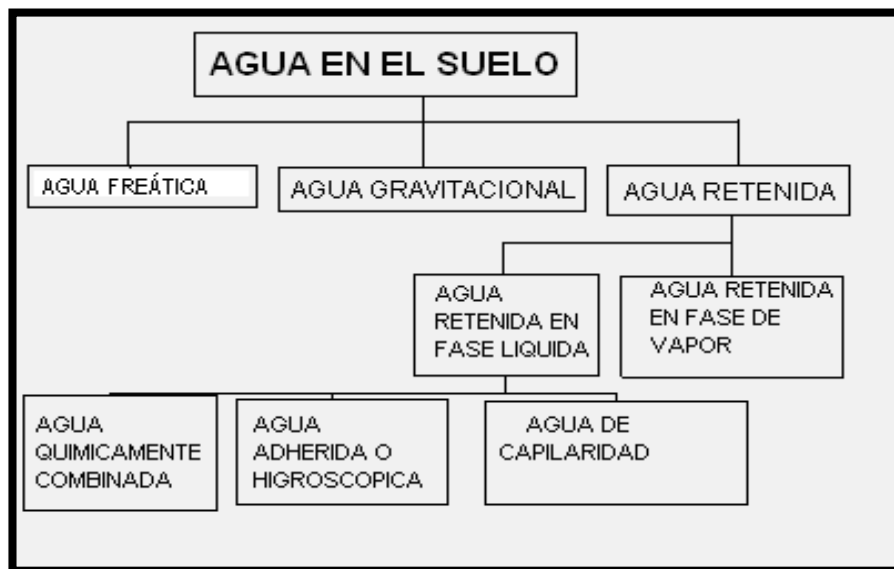 AGUA EN EL SUELO
AGUA FREÁTICA
AGUA GRAVITACIONAL
AGUA RETENIDA
AGUA
RETENIDA EN
FASE LIQUIDA
AGUA RETENIDA
EN FASE DE
VAPOR
AGUA
QUIMICAMENTE
COMBINADA
AGUA
ADHERIDA O
HIGROSCOPICA
AGUA DE
CAPILARIDAD